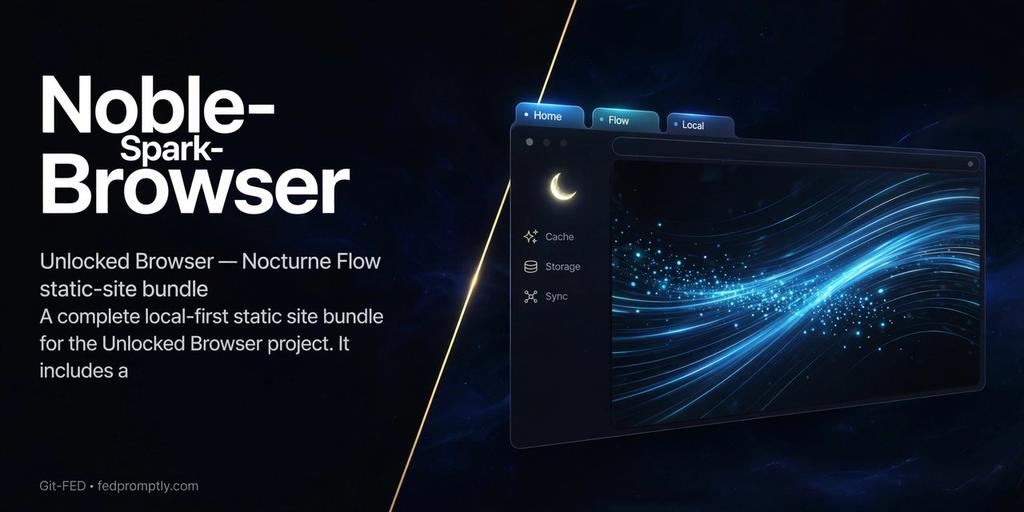 Noble-
Spark-
Browser
Unlocked Browser — Nocturne Flow
static-site bundle
A complete local-first static site bundle
for the Unlocked Browser project. It
includes a
Git-FED • fedpromptly.com
Home
Flow
Local
Cache
Storage
Sync